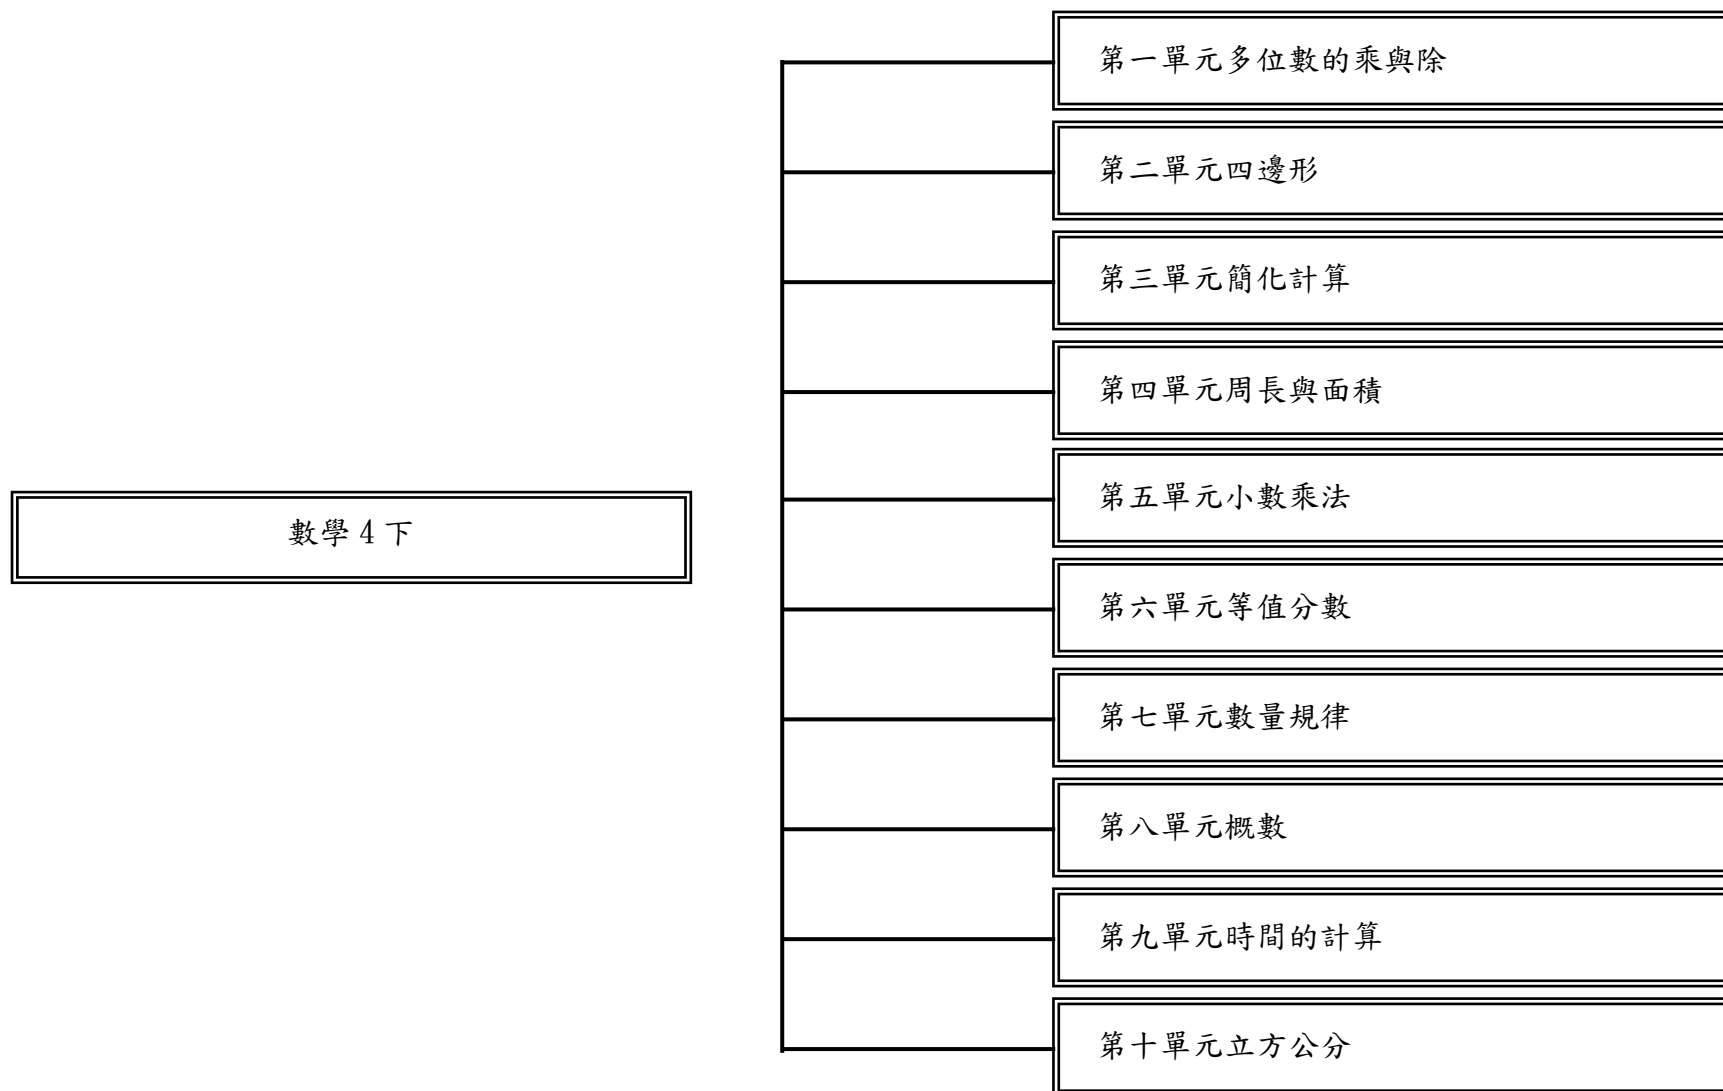 第一單元多位數的乘與除
第二單元四邊形
第三單元簡化計算
第四單元周長與面積
數學4下
第五單元小數乘法
第六單元等值分數
第七單元數量規律
第八單元概數
第九單元時間的計算
第十單元立方公分